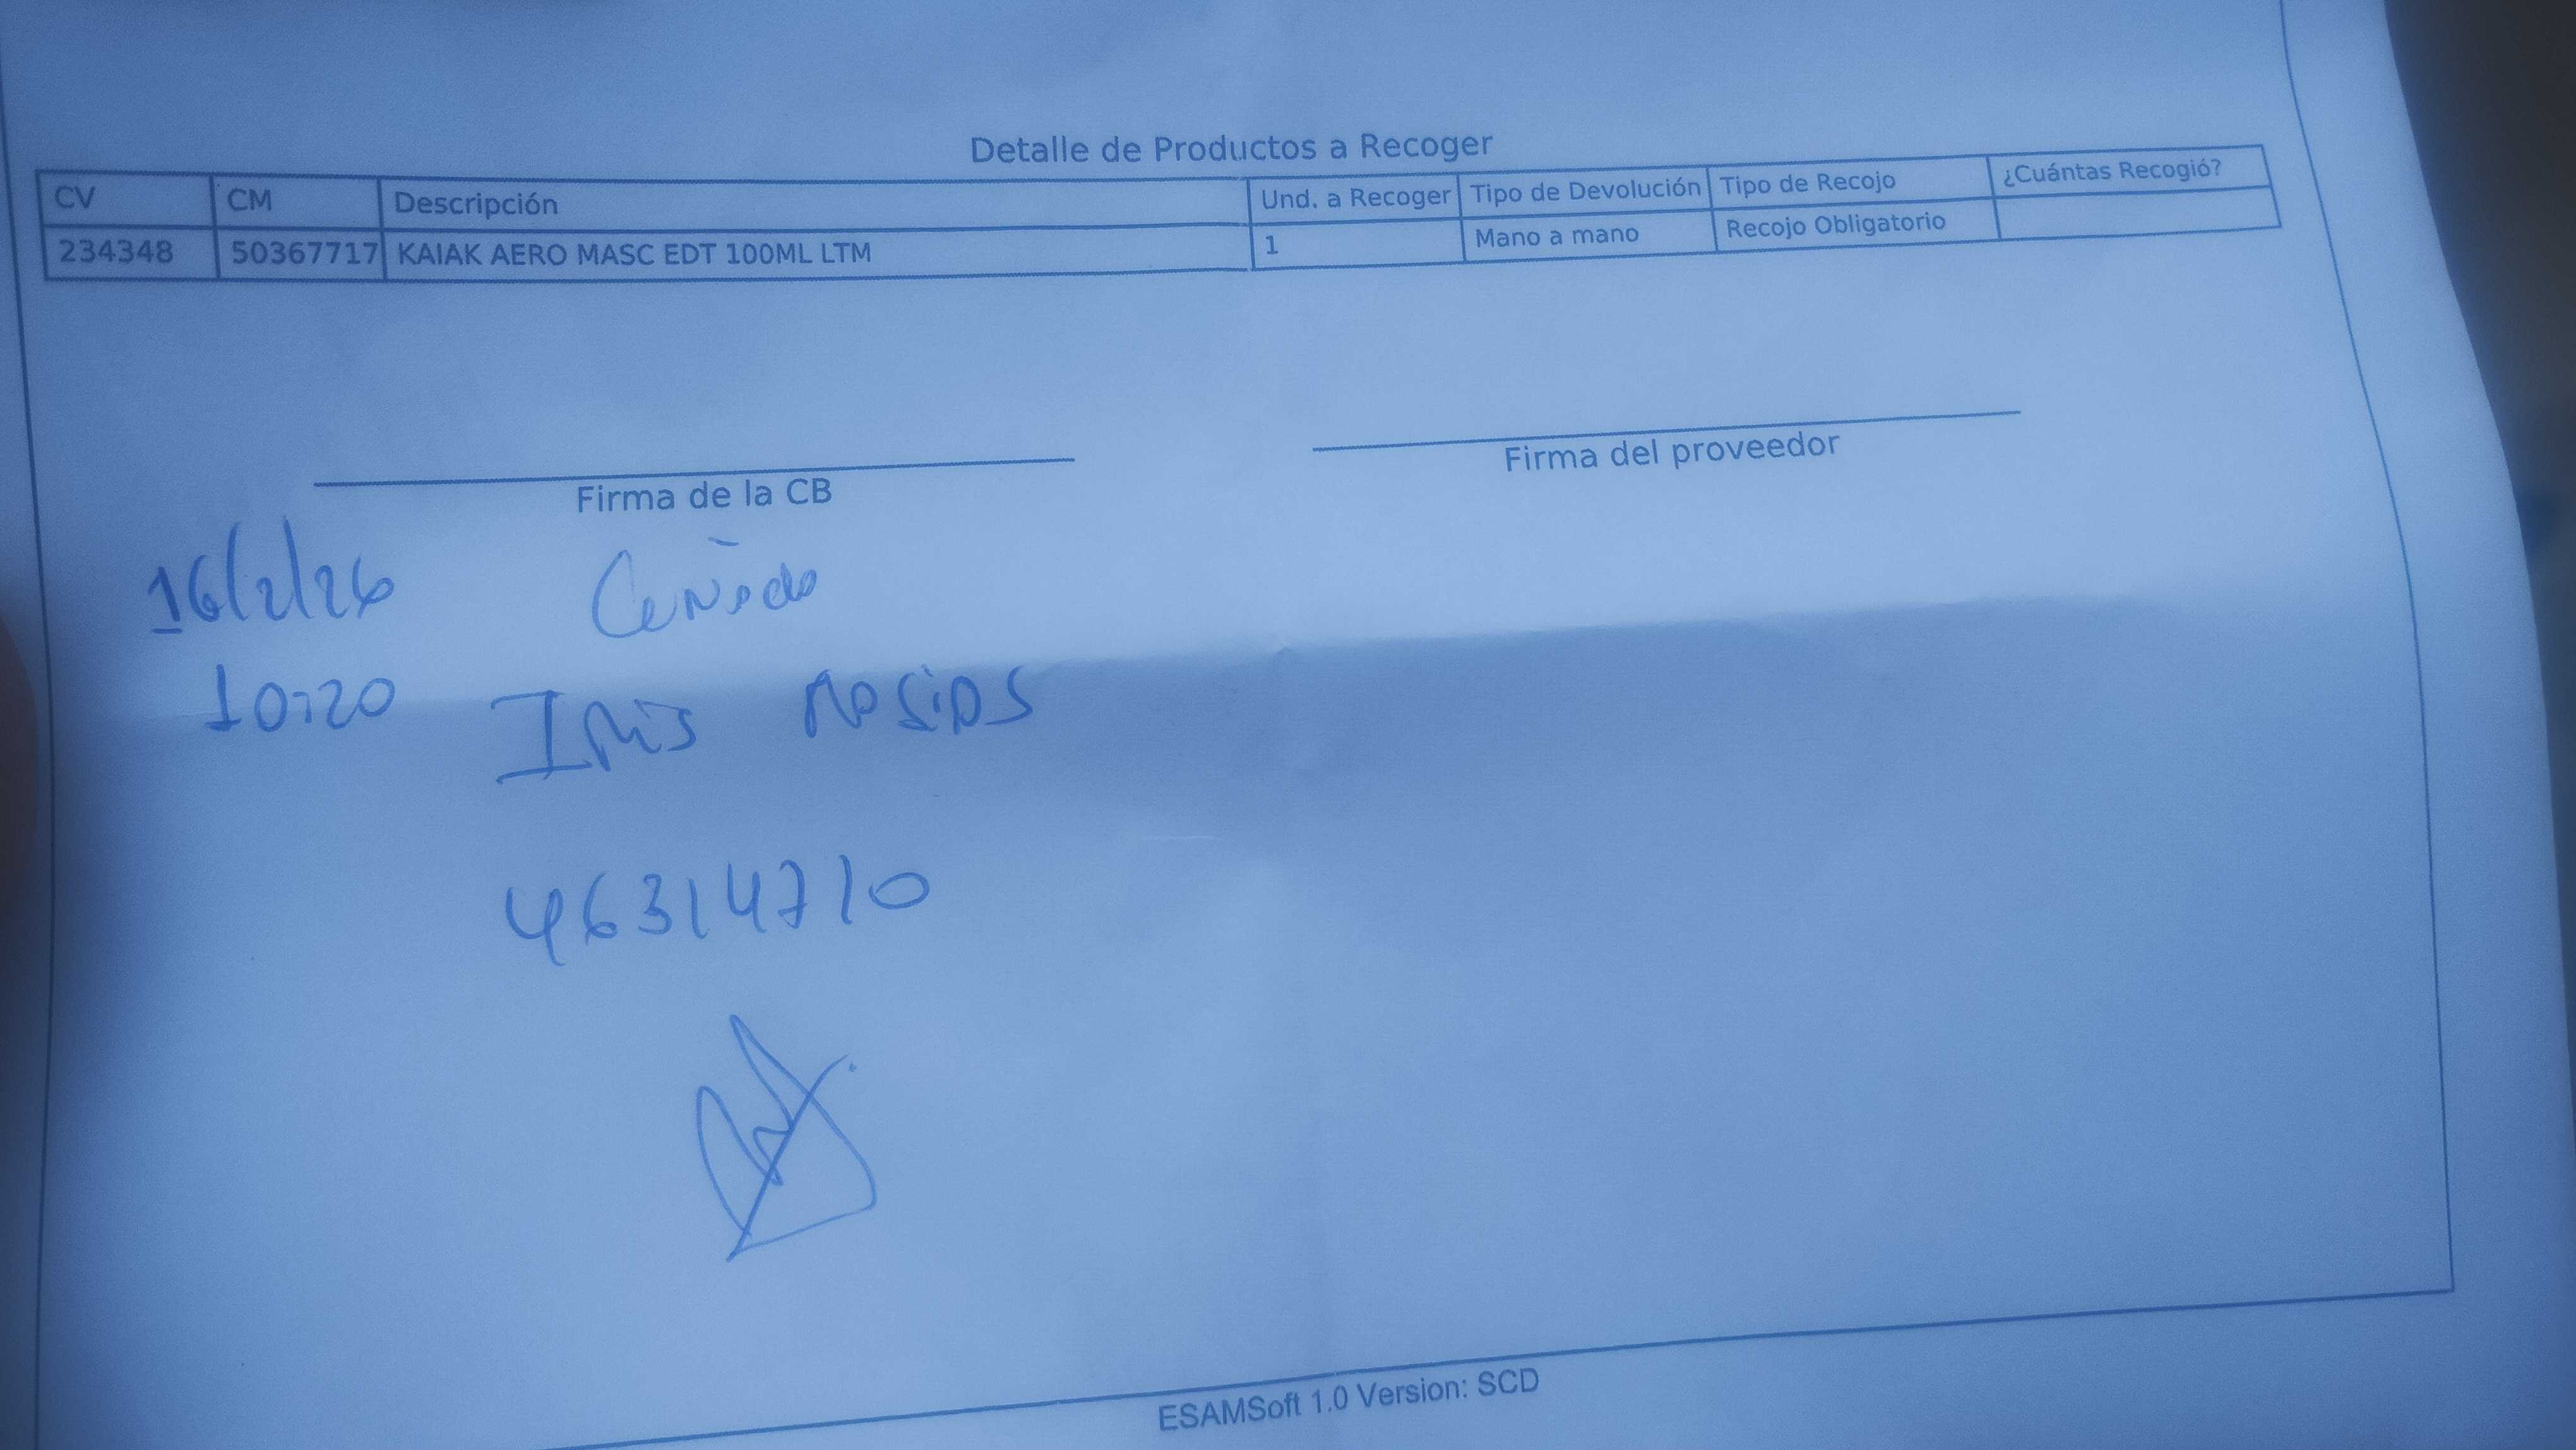 Detalle de Productos a Recoger
CV CM Descripción Und. a Recoger Tipo de Devolución Tipo de Recojo ¿Cuántas Recogió?
234348 50367717 KAIAK AERO MASC EDT 100ML LTM 1 Mano a mano Recojo Obligatorio
Firma de la CB Firma del proveedor
16/2/26
10:20 IRIS
46314710
ESAMSoft 1.0 Version: SCD